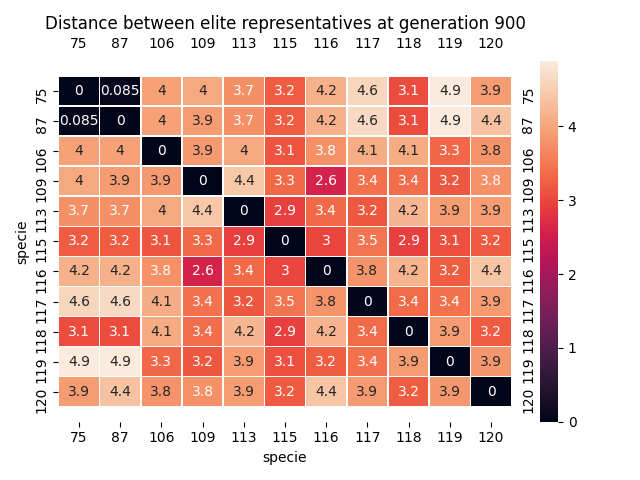 Distance between elite representatives at generation 900
75 87 106 109 113 115 116 117 118 119 120
75 0 0.085 4 4 3.7 3.2 4.2 4.6 3.1 4.9 3.9 75
87 0.085 0 4 3.9 3.7 3.2 4.2 4.6 3.1 4.9 4.4 87
106 4 4 0 3.9 4 3.1 3.8 4.1 4.1 3.3 3.8 106
109 4 3.9 3.9 0 4.4 3.3 2.6 3.4 3.4 3.2 3.8 109
113 3.7 3.7 4 4.4 0 2.9 3.4 3.2 4.2 3.9 3.9 113
115 3.2 3.2 3.1 3.3 2.9 0 3 3.5 2.9 3.1 3.2 115
116 4.2 4.2 3.8 2.6 3.4 3 0 3.8 4.2 3.2 4.4 116
117 4.6 4.6 4.1 3.4 3.2 3.5 3.8 0 3.4 3.4 3.9 117
118 3.1 3.1 4.1 3.4 4.2 2.9 4.2 3.4 0 3.9 3.2 118
119 4.9 4.9 3.3 3.2 3.9 3.1 3.2 3.4 3.9 0 3.9 119
120 3.9 4.4 3.8 3.8 3.9 3.2 4.4 3.9 3.2 3.9 0 120
75 87 106 109 113 115 116 117 118 119 120
specie
specie
4
3
2
1
0